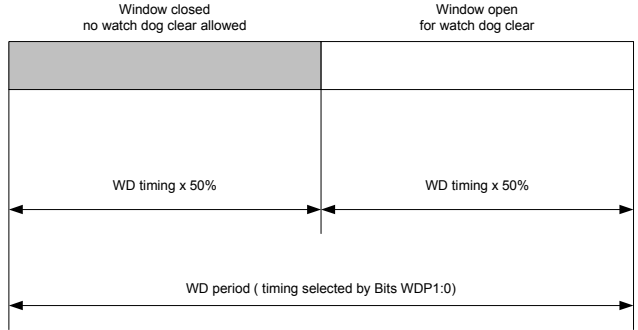 Window closed
no watch dog clear allowed
Window open
for watch dog clear
WD timing x 50%
WD timing x 50%
WD period ( timing selected by Bits WDP1:0)